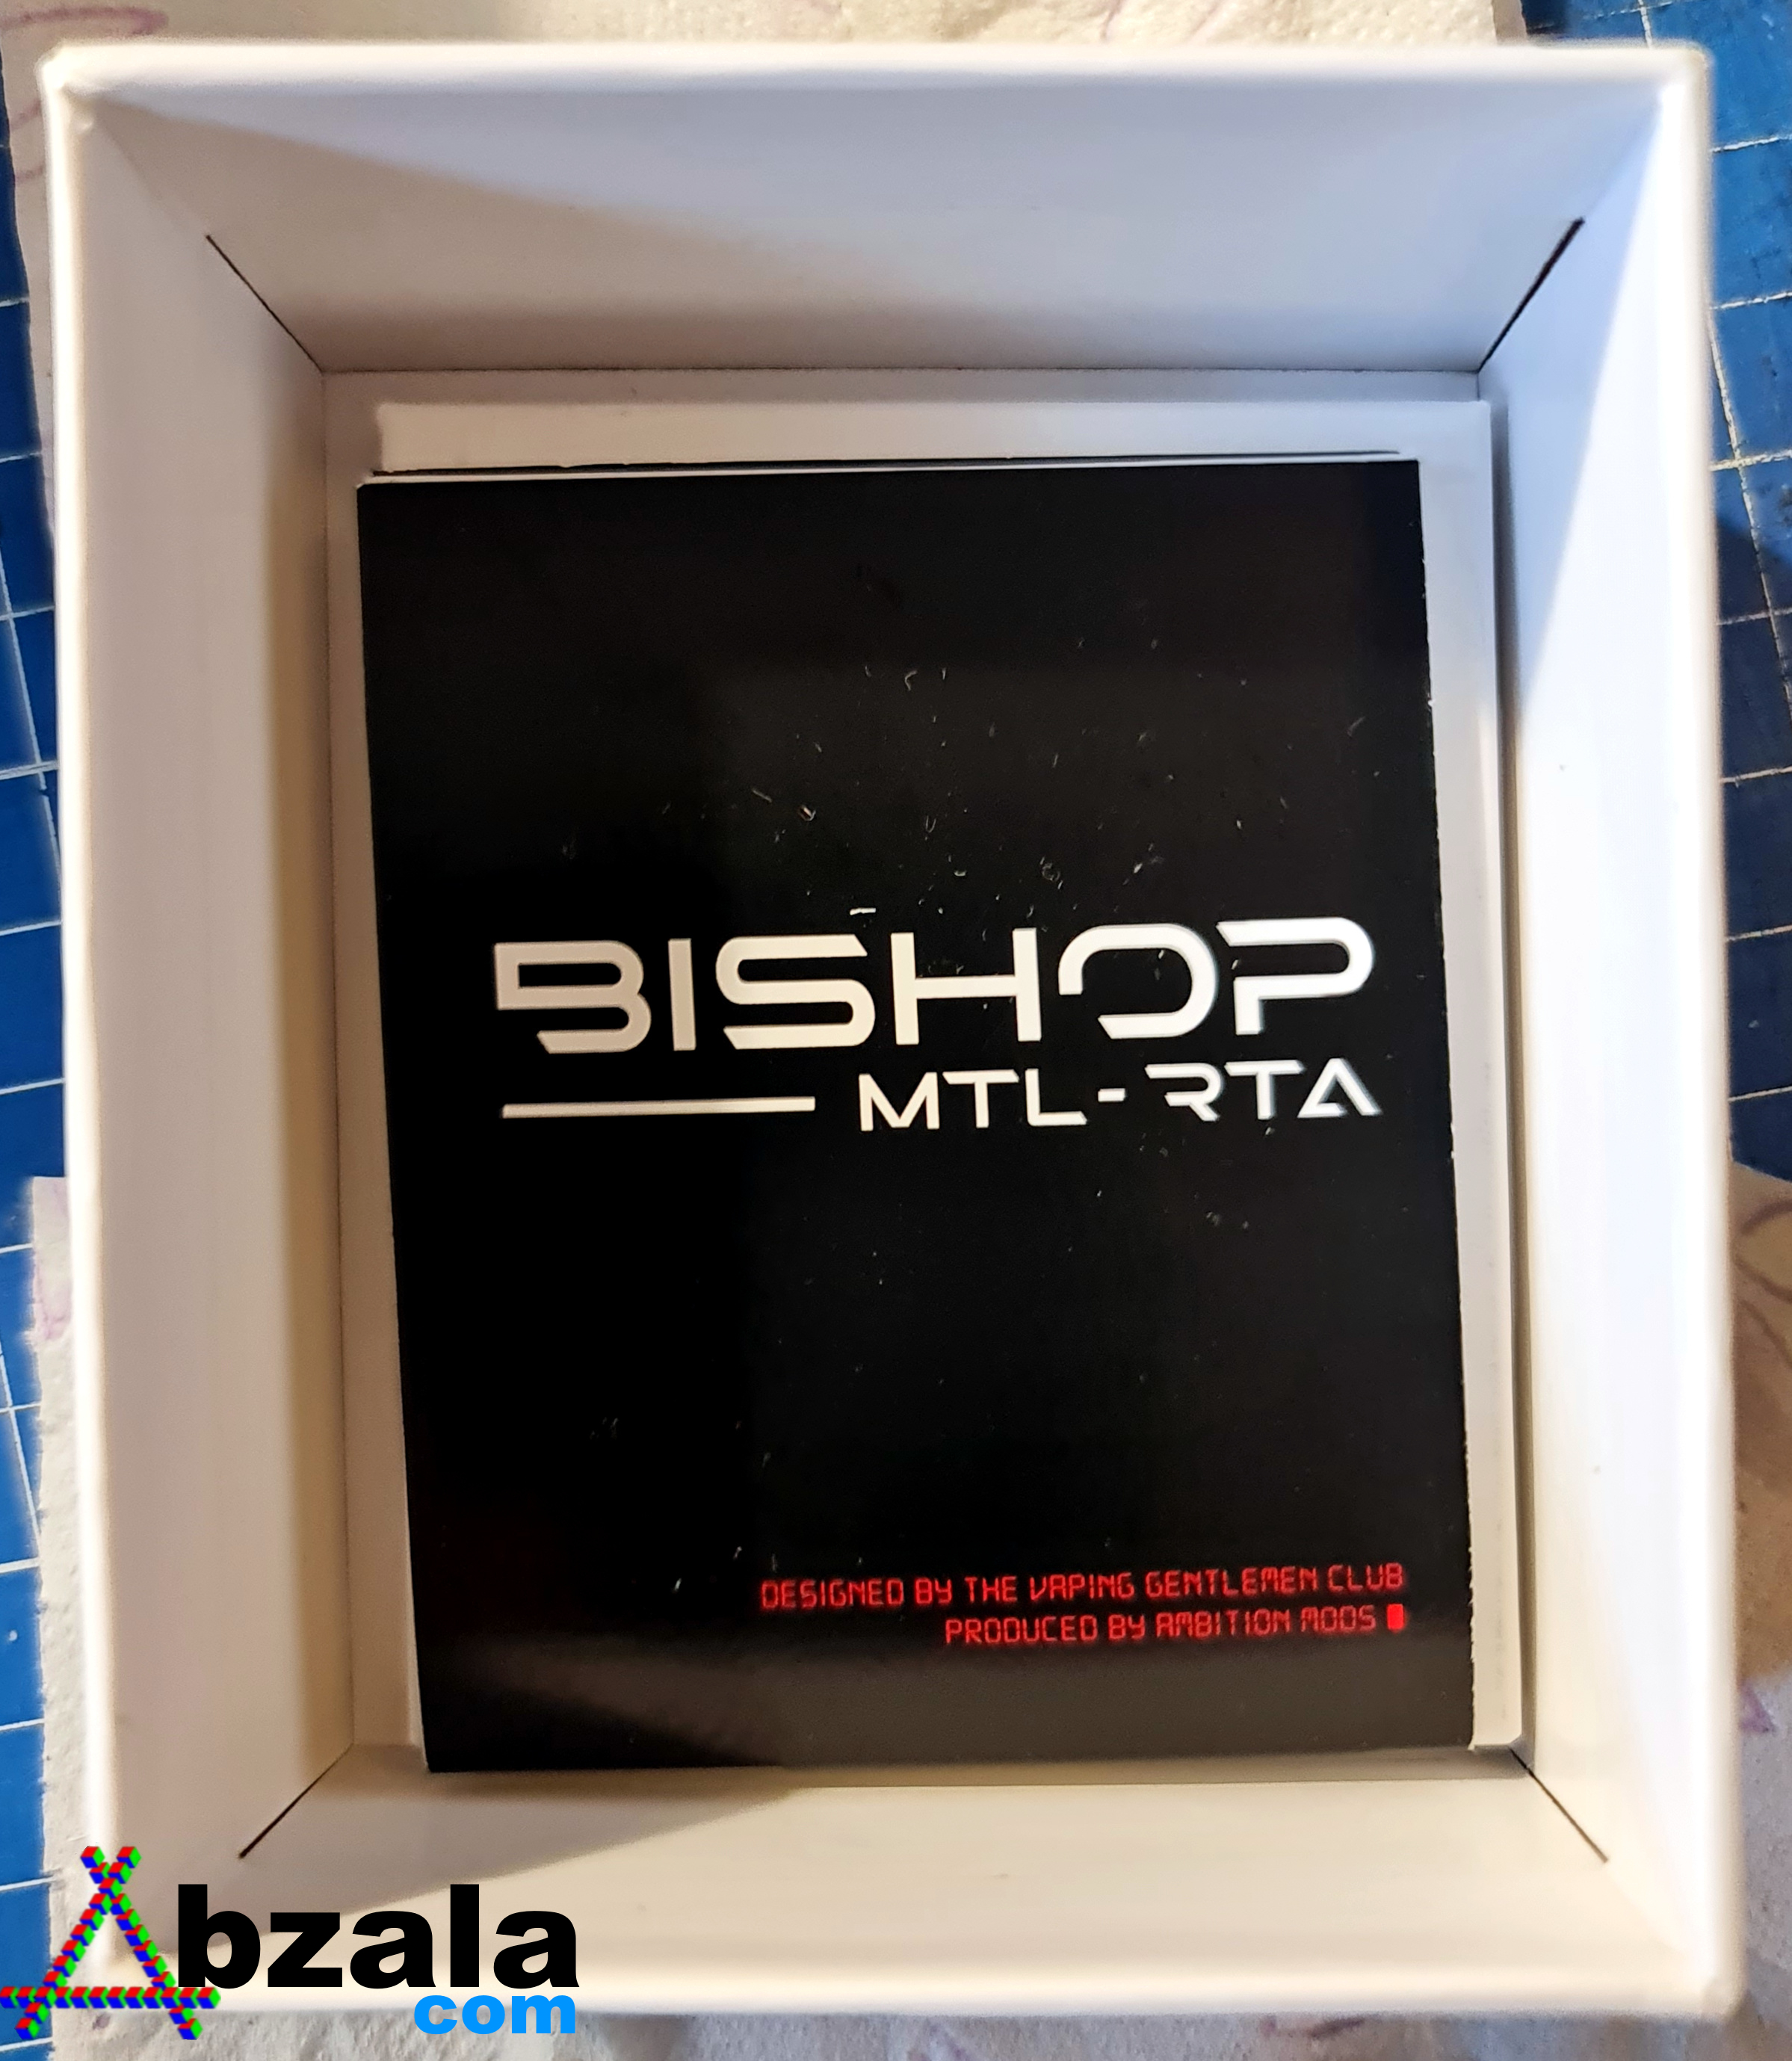 BISHOP
MTL-RTA
DESIGNED BY THE VAPING GENTLEMEN CLUB
PRODUCED BY AMBITION MODS
Abzala
com